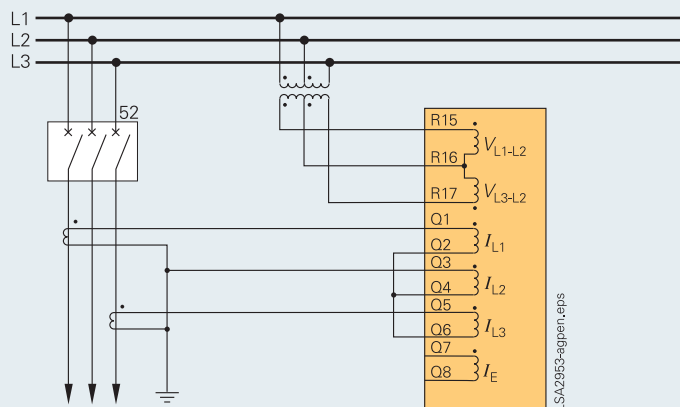 L1
L2
L3
52
R15
VL1-L2
R16
R17
VL3-L2
Q1
IL1
Q2
Q3
IL2
Q4
Q5
IL3
Q6
Q7
IE
Q8
LSA2953-agpen.eps